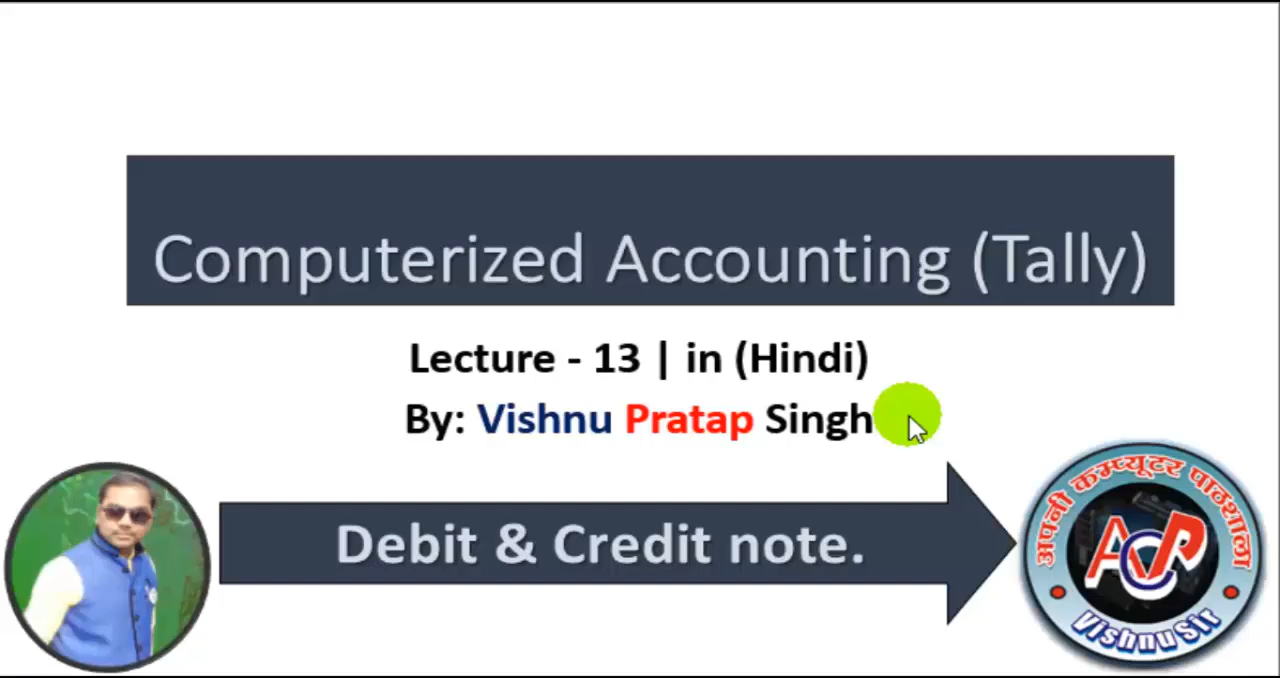 Computerized Accounting (Tally)
Lecture - 13 | in (Hindi)
By: Vishnu Pratap Singh
Debit & Credit note.
अपनी कम्प्यूटर पाठशाला
ACP
Vishnu Sir